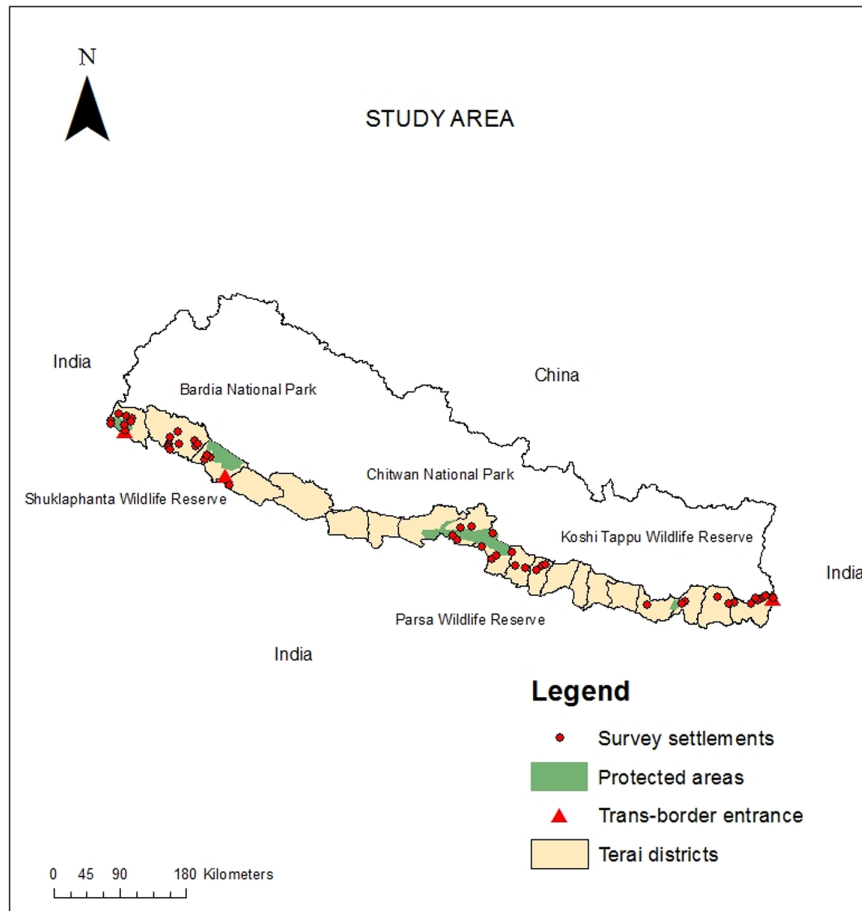 N
STUDY AREA
India
China
Bardia National Park
Chitwan National Park
Shuklaphanta Wildlife Reserve
Koshi Tappu Wildlife Reserve
India
Parsa Wildlife Reserve
India
Legend
Survey settlements
Protected areas
Trans-border entrance
Terai districts
0 45 90 180 Kilometers